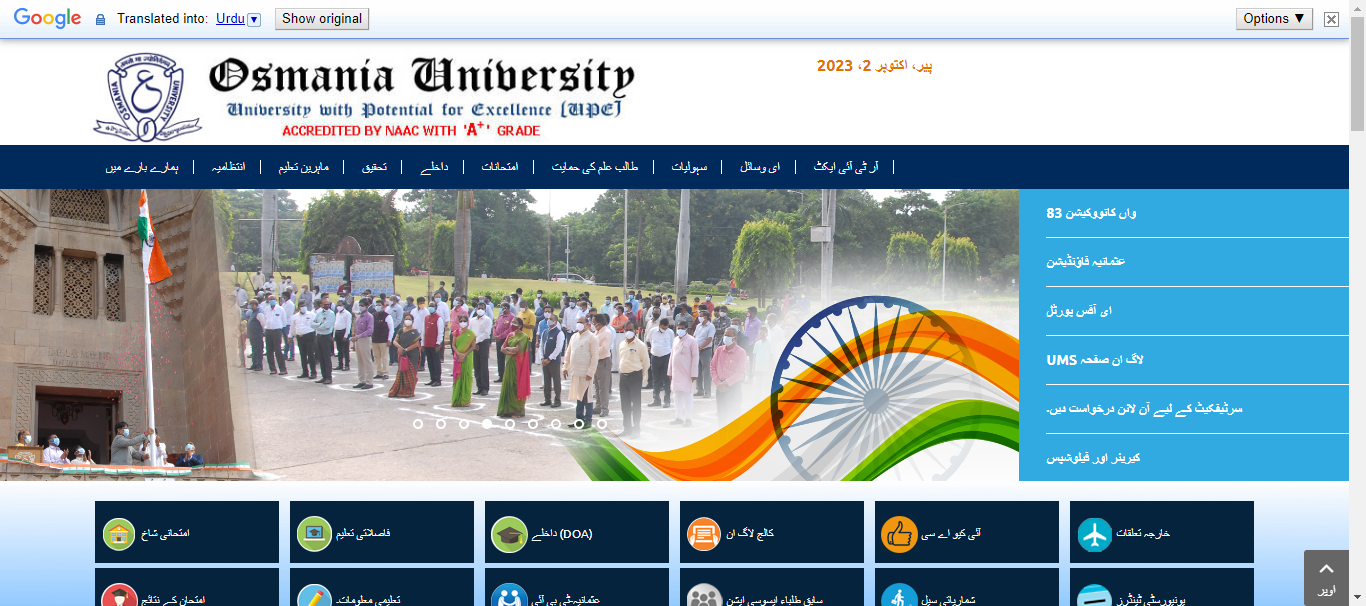 Google Translated into: Urdu Show original Options ▼
Osmania University
University with Potential for Excellence [UPE]
ACCREDITED BY NAAC WITH 'A+' GRADE
پیر، اکتوبر 2، 2023
ہمارے بارے میں
انتظامیہ
ماہرین تعلیم
تحقیق
داخلے
امتحانات
طالب علم کی حمایت
سہولیات
ای وسائل
آر ٹی آئی ایکٹ
83 واں کانووکیشن
عثمانیہ فاؤنڈیشن
ای آفس پورٹل
UMS لاگ ان صفحہ
سرٹیفکیٹ کے لیے آن لائن درخواست دیں۔
کیریئر اور فیلوشپس
امتحانی شاخ
فاصلاتی تعلیم
داخلے (DOA)
کالج لاگ ان
آئی کیو اے سی
خارجہ تعلقات
امتحان کے نتائج
تعلیمی معلومات۔
عثمانیہ-ٹی بی آئی
سابق طلباء ایسوسی ایشن
شماریاتی سیل
یونیورسٹی ٹینڈرز
اوپر